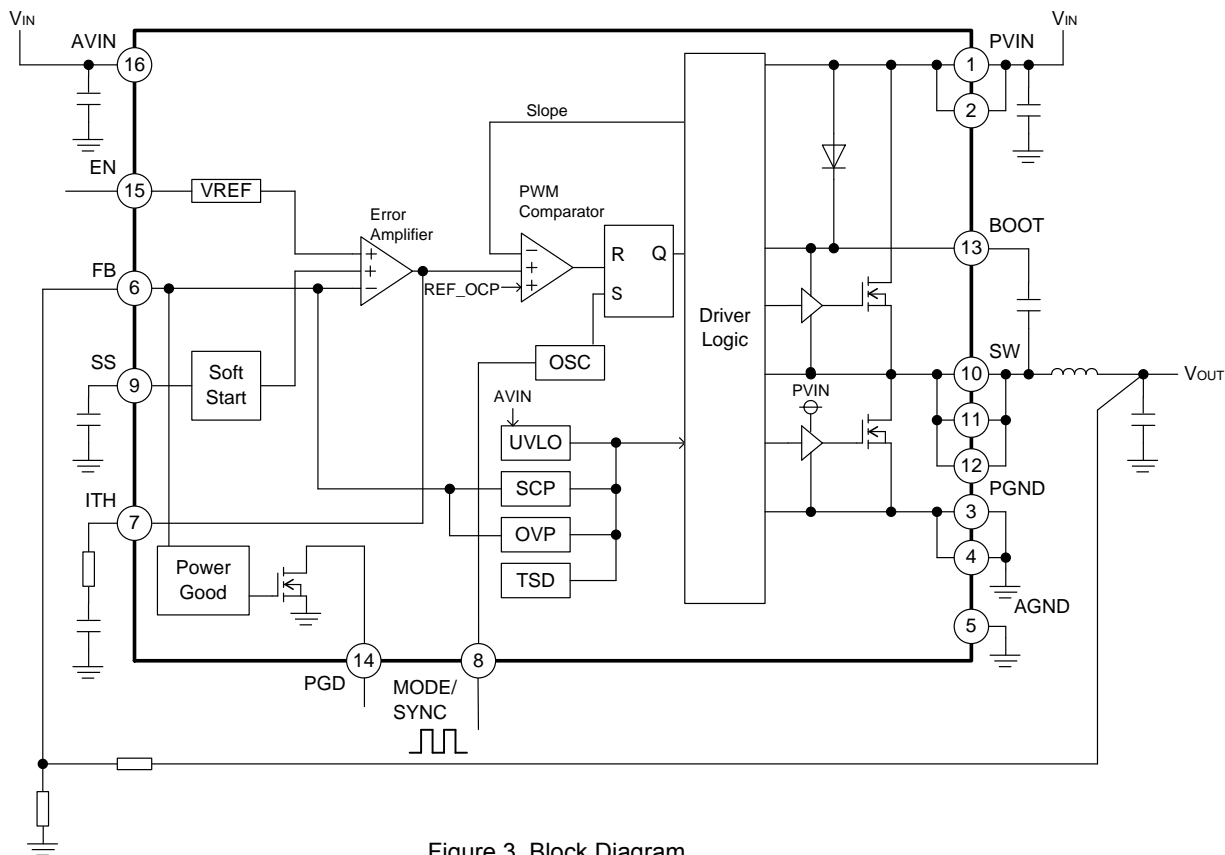 VIN
AVIN
16
EN
15
VREF
FB
6
SS
9
Soft
Start
ITH
7
Power
Good
14
PGD
8
MODE/
SYNC
Error
Amplifier
+
+
−
Slope
PWM
Comparator
−
+
+
REF_OCP
R
Q
S
OSC
AVIN
UVLO
SCP
OVP
TSD
Driver
Logic
PVIN
VIN
PVIN
1
2
BOOT
13
SW
10
11
12
VOUT
PGND
3
4
AGND
5
Figure 3. Block Diagram